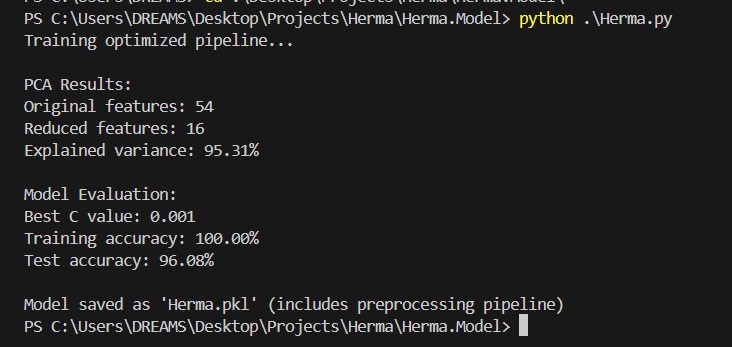 PS C:\Users\DREAMS\Desktop\Projects\Herma\Herma.Model> python .\Herma.py
Training optimized pipeline...
PCA Results:
Original features: 54
Reduced features: 16
Explained variance: 95.31%
Model Evaluation:
Best C value: 0.001
Training accuracy: 100.00%
Test accuracy: 96.08%
Model saved as 'Herma.pkl' (includes preprocessing pipeline)
PS C:\Users\DREAMS\Desktop\Projects\Herma\Herma.Model>